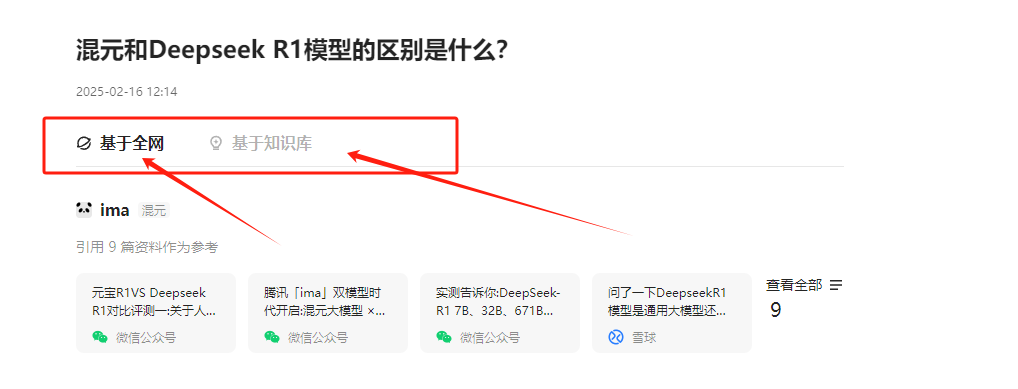 混元和Deepseek R1模型的区别是什么?
2025-02-16 12:14
基于全网 基于知识库
ima 混元
引用 9 篇资料作为参考
元宝R1VS Deepseek
R1对比评测一:关于人...
微信公众号
腾讯「ima」双模型时
代开启:混元大模型 ×...
微信公众号
实测告诉你:DeepSeek-
R1 7B、32B、671B...
微信公众号
问了一下DeepseekR1
模型是通用大模型还...
雪球
查看全部
9